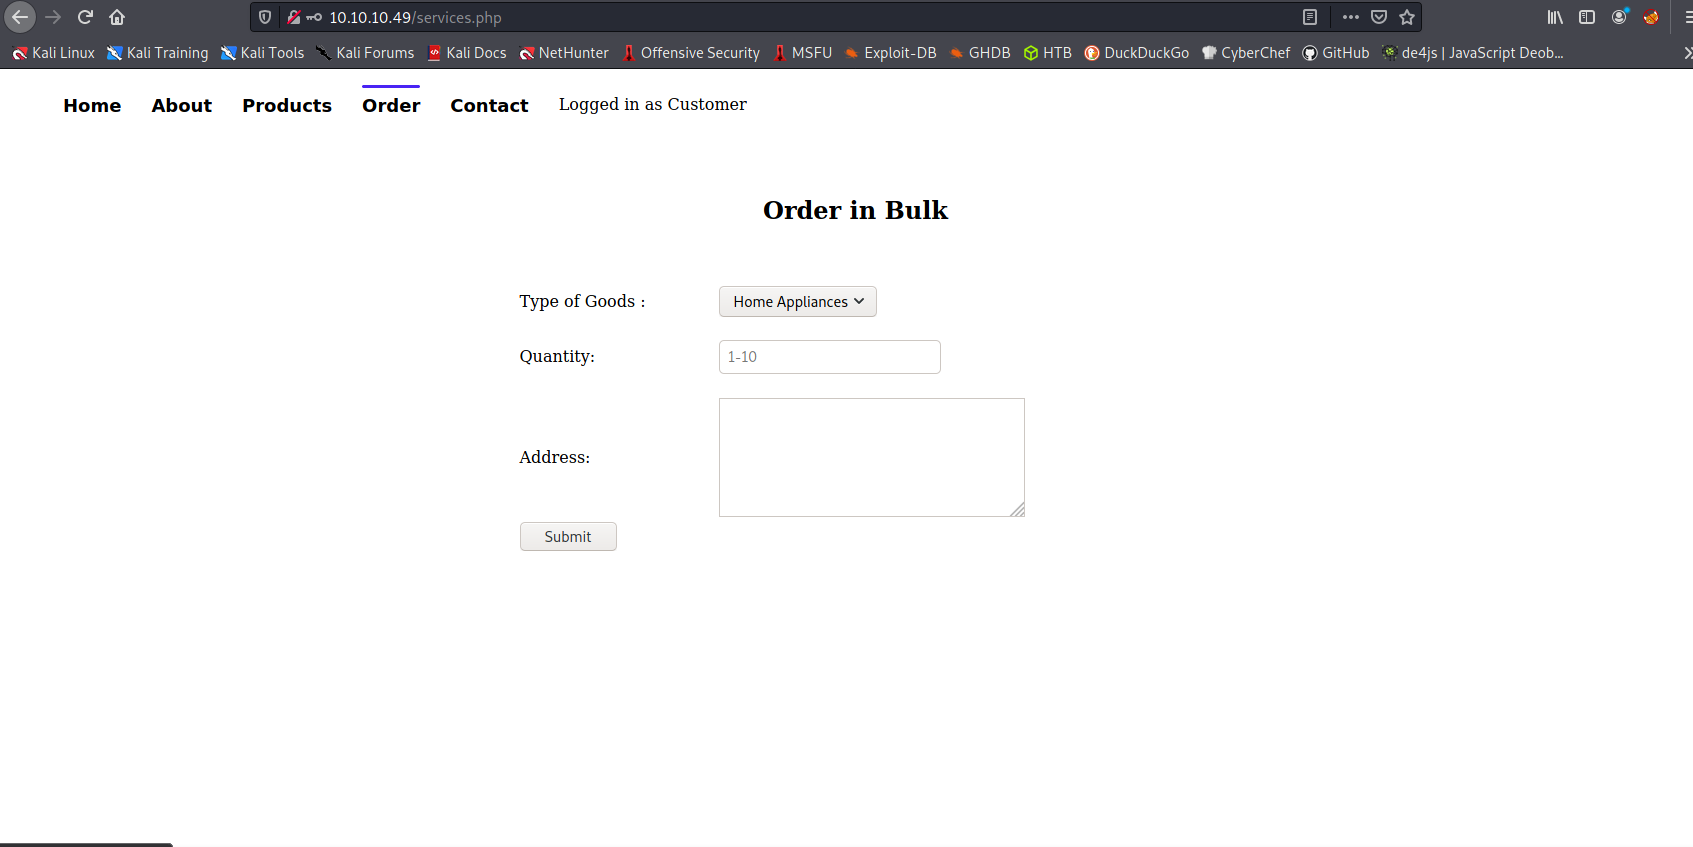 10.10.10.49/services.php
Kali Linux Kali Training Kali Tools Kali Forums Kali Docs NetHunter Offensive Security MSFU Exploit-DB GHDB HTB DuckDuckGo CyberChef GitHub de4js | JavaScript Deob...
Home About Products Order Contact Logged in as Customer
Order in Bulk
Type of Goods : Home Appliances
Quantity: 1-10
Address:
Submit